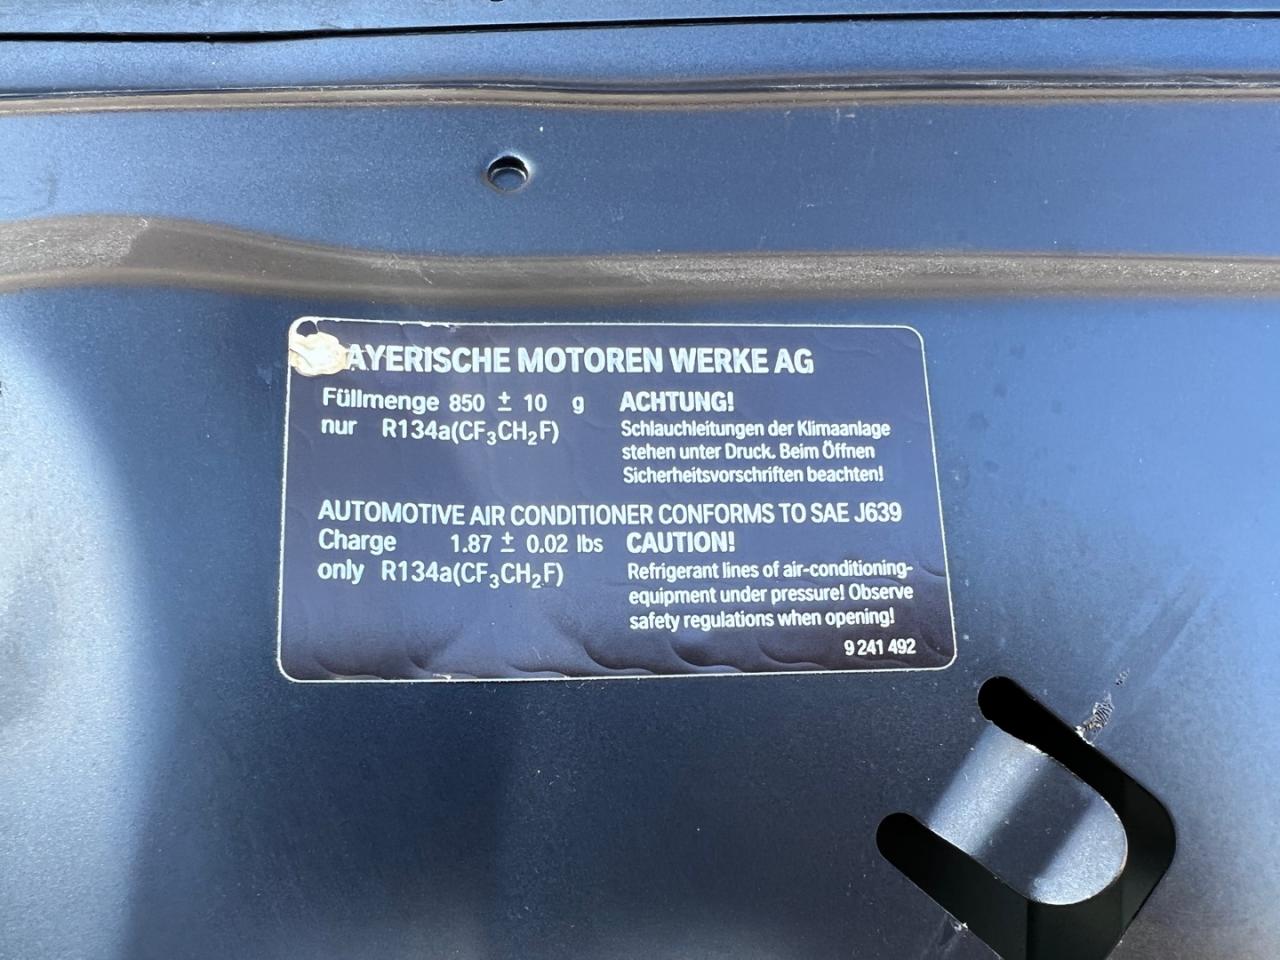 AYERISCHE MOTOREN WERKE AG
Füllmenge 850 ± 10 g
nur R134a(CF₃CH₂F)
ACHTUNG!
Schlauchleitungen der Klimaanlage
stehen unter Druck. Beim Öffnen
Sicherheitsvorschriften beachten!
AUTOMOTIVE AIR CONDITIONER CONFORMS TO SAE J639
Charge 1.87 ± 0.02 lbs
only R134a(CF₃CH₂F)
CAUTION!
Refrigerant lines of air-conditioning-
equipment under pressure! Observe
safety regulations when opening!
9 241 492